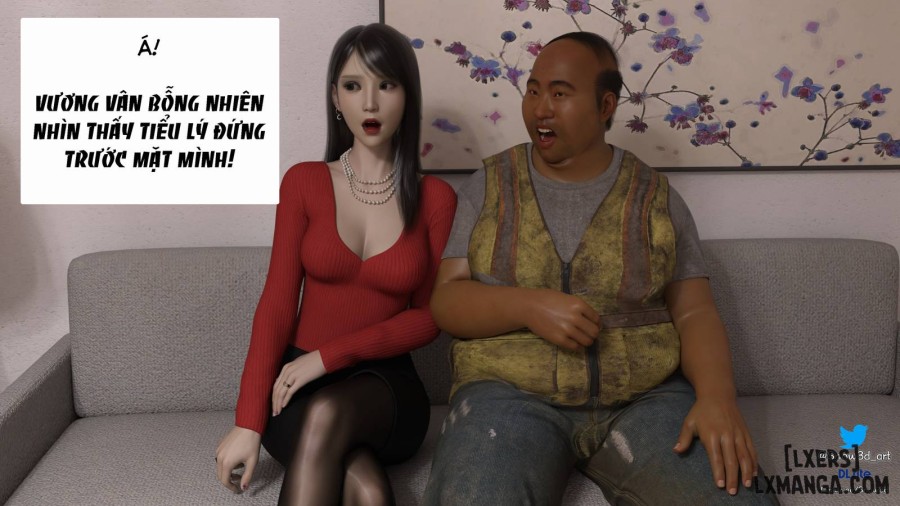 Á!
VƯƠNG VÂN BỖNG NHIÊN
NHÌN THẤY TIỂU LÝ ĐỨNG
TRƯỚC MẶT MÌNH!
[LXERS]
LXMANGA.COM